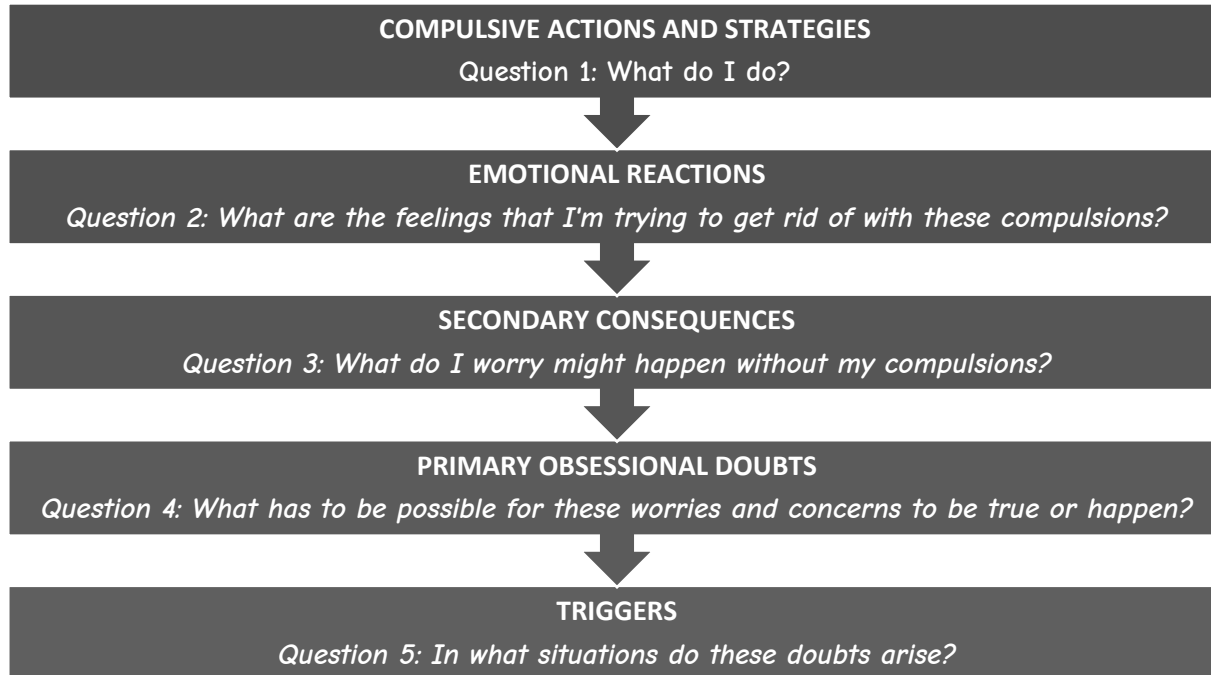 COMPULSIVE ACTIONS AND STRATEGIES
Question 1: What do I do?
EMOTIONAL REACTIONS
Question 2: What are the feelings that I'm trying to get rid of with these compulsions?
SECONDARY CONSEQUENCES
Question 3: What do I worry might happen without my compulsions?
PRIMARY OBSESSIONAL DOUBTS
Question 4: What has to be possible for these worries and concerns to be true or happen?
TRIGGERS
Question 5: In what situations do these doubts arise?